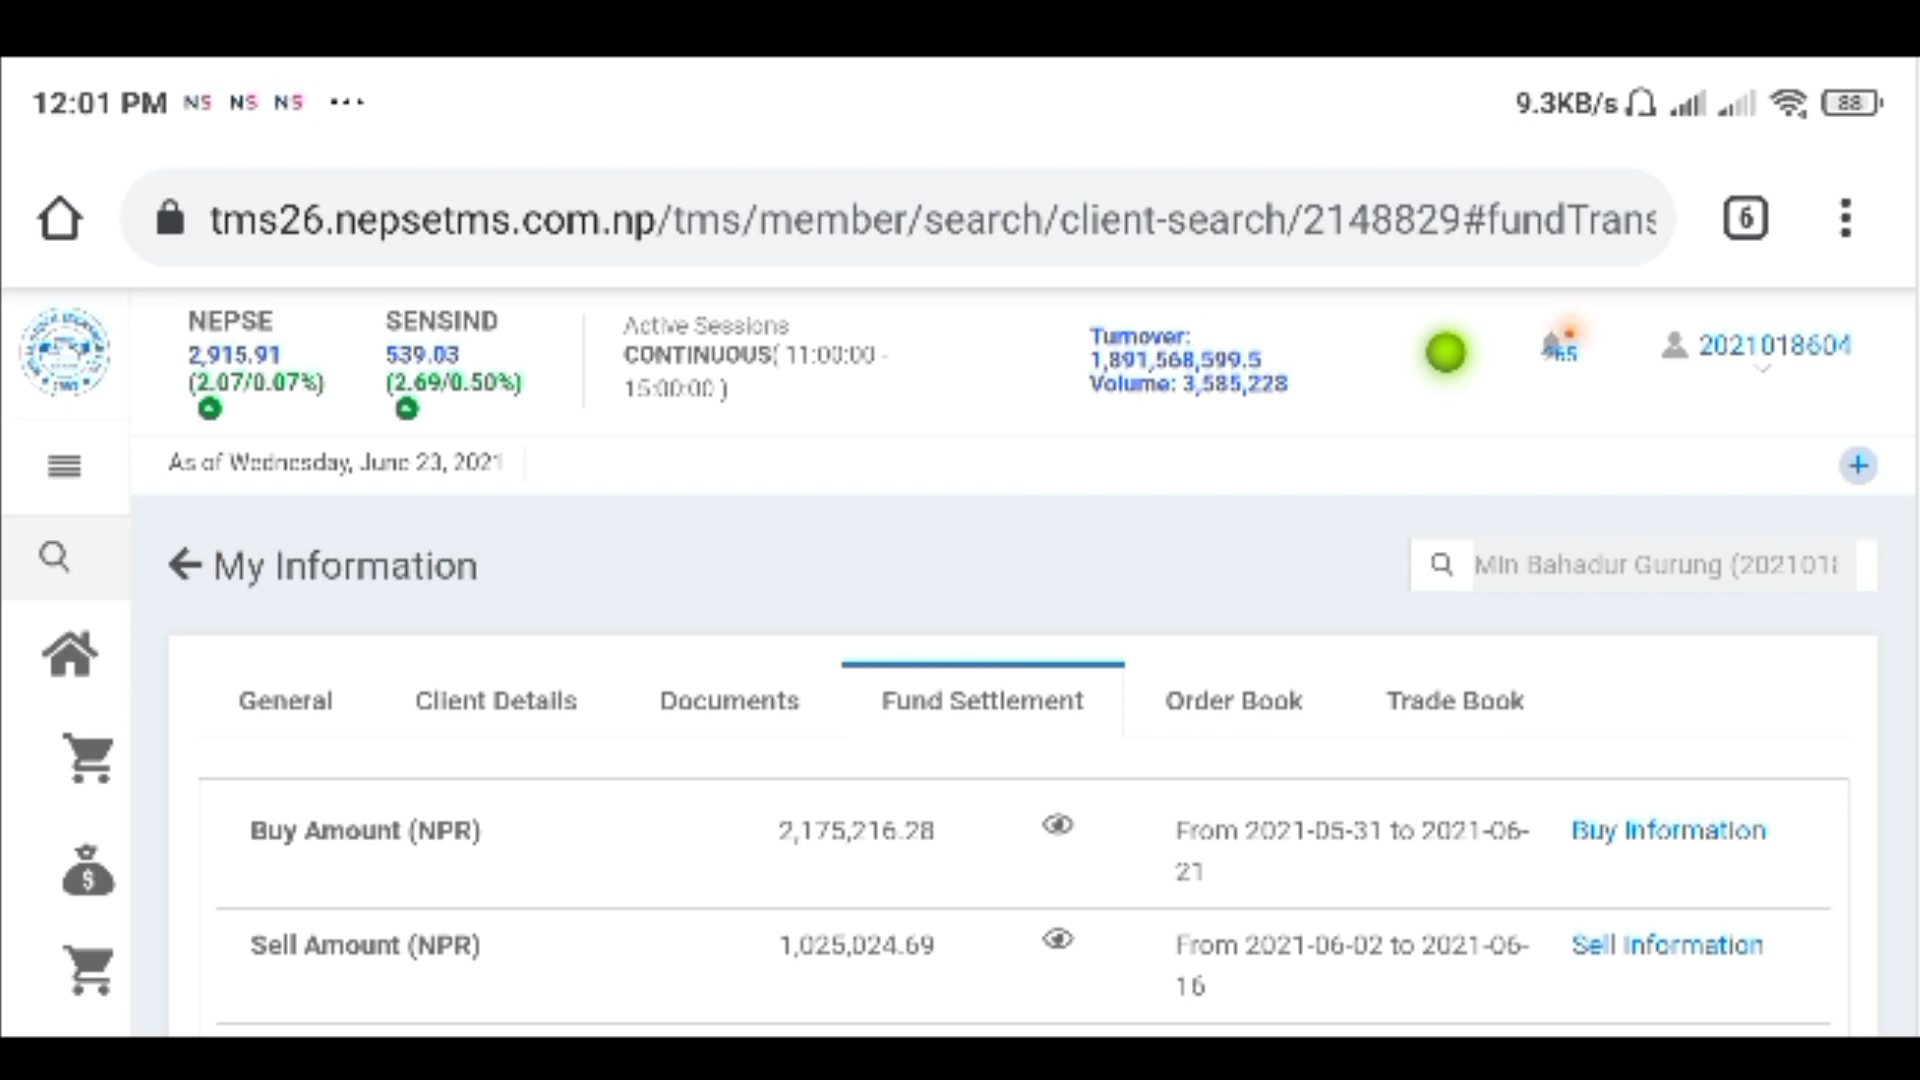 12:01 PM NS NS NS ...
9.3KB/s 88
tms26.nepsetms.com.np/tms/member/search/client-search/2148829#fundTrans
6
NEPSE
2,915.91
(2.07/0.07%)
SENSIND
539.03
(2.69/0.50%)
Active Sessions
CONTINUOUS( 11:00:00 -
15:00:00 )
Turnover:
1,891,568,599.5
Volume: 3,585,228
2021018604
As of Wednesday, June 23, 2021
My Information
Min Bahadur Gurung (202101
General
Client Details
Documents
Fund Settlement
Order Book
Trade Book
Buy Amount (NPR)
2,175,216.28
From 2021-05-31 to 2021-06-
21
Buy Information
Sell Amount (NPR)
1,025,024.69
From 2021-06-02 to 2021-06-
16
Sell Information